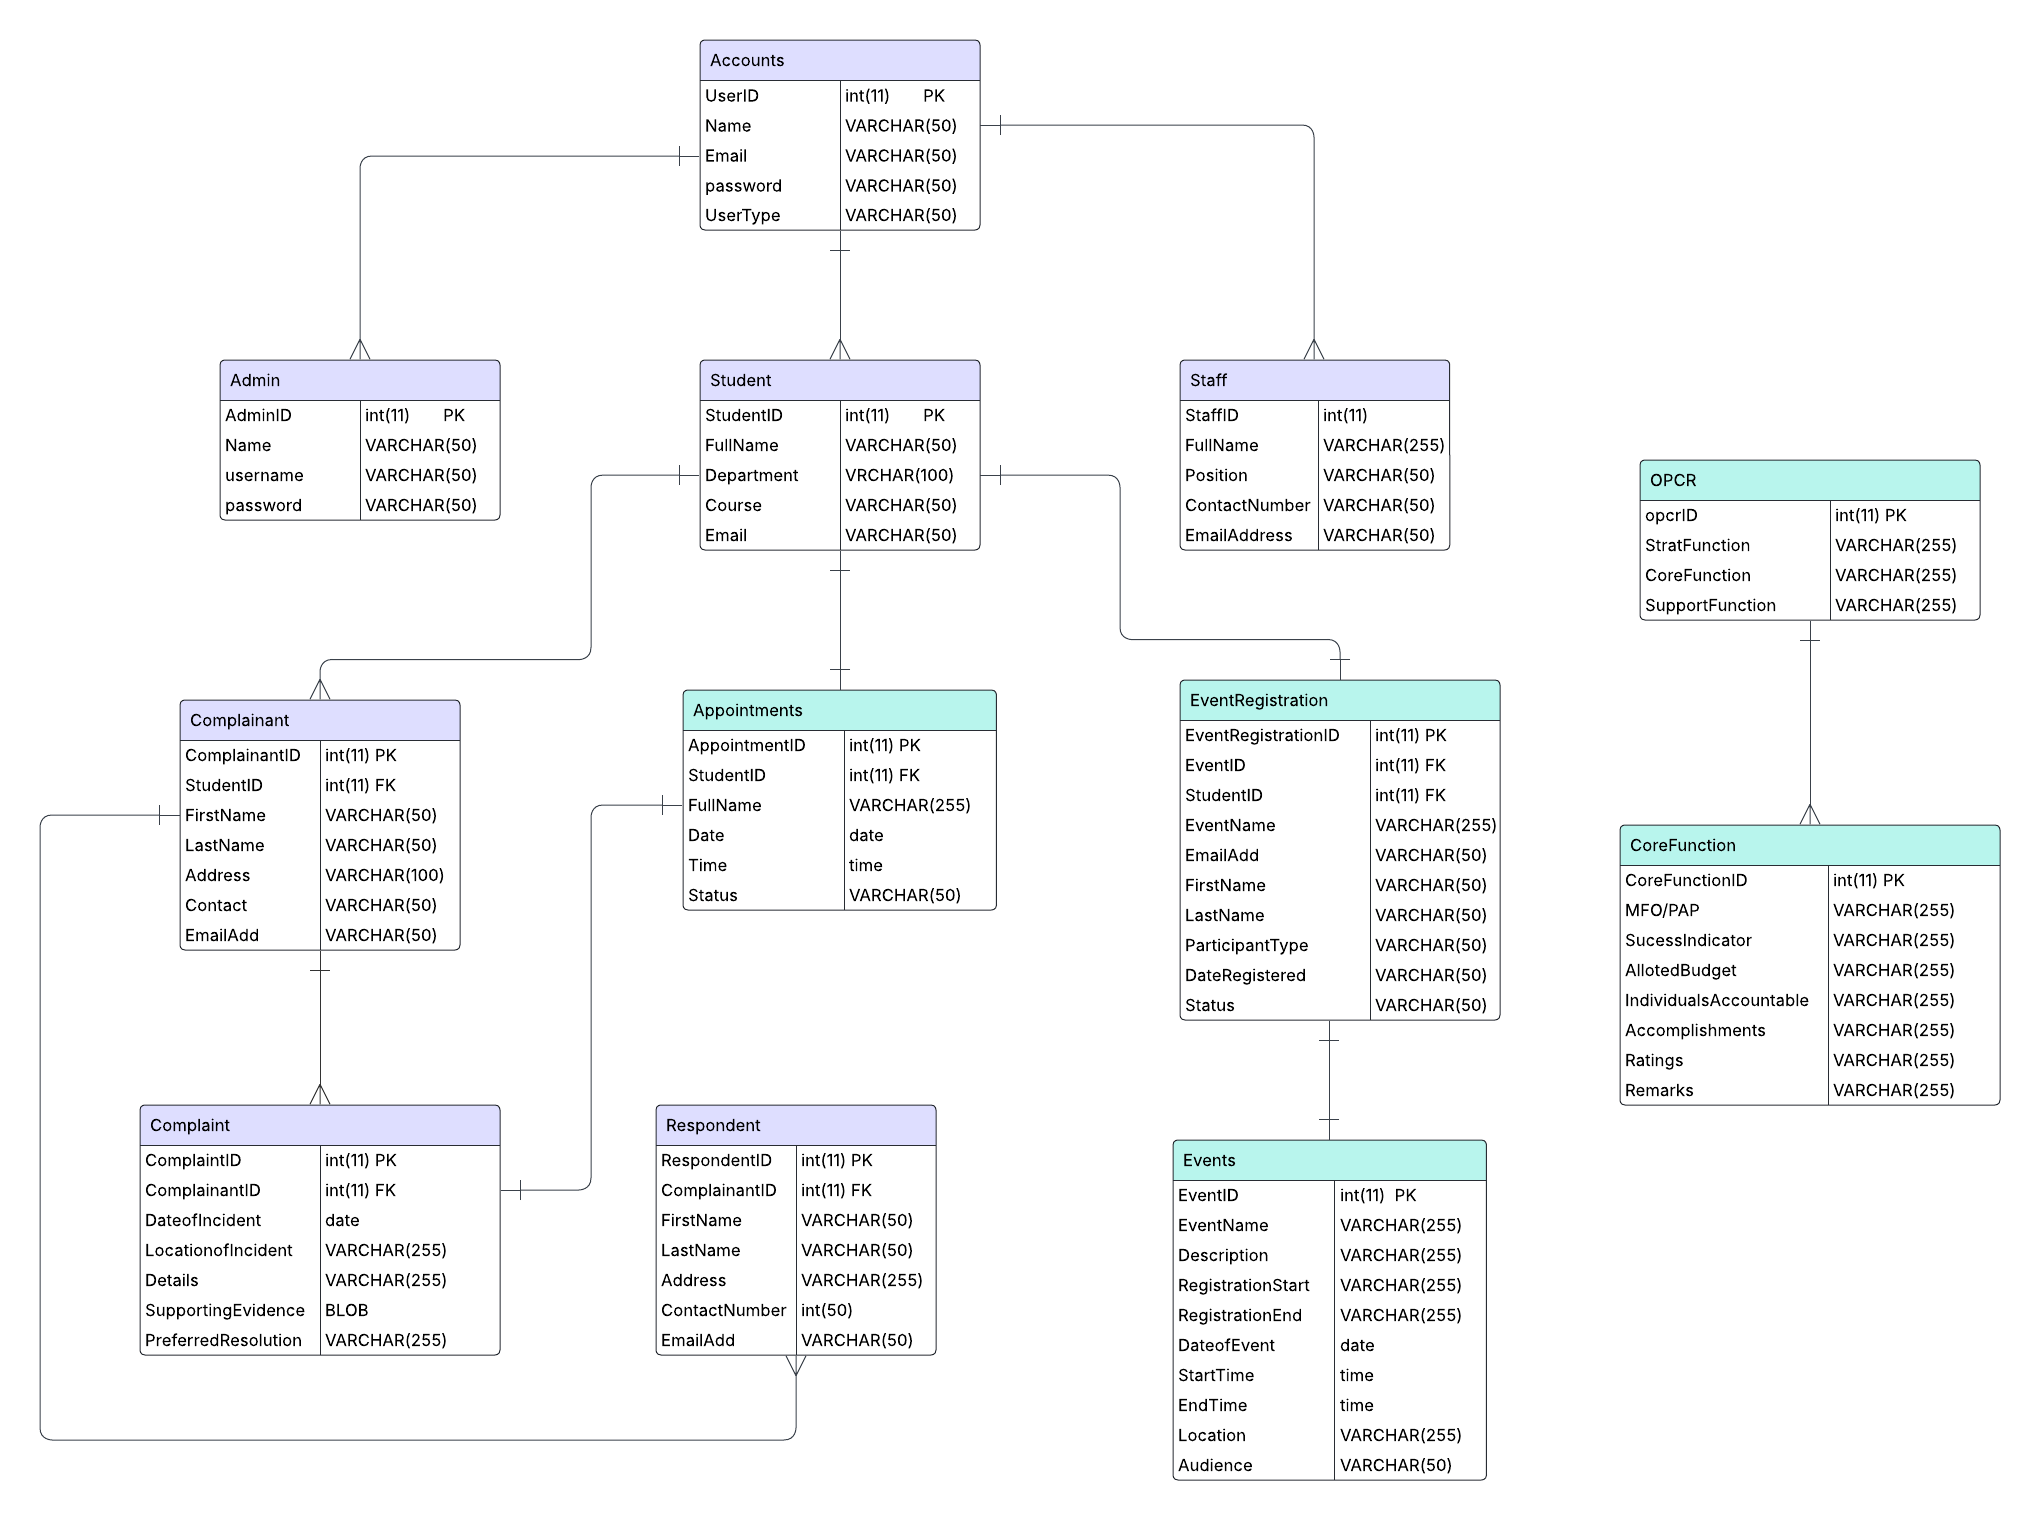 Accounts
UserID int(11) PK
Name VARCHAR(50)
Email VARCHAR(50)
password VARCHAR(50)
UserType VARCHAR(50)
Admin
AdminID int(11) PK
Name VARCHAR(50)
username VARCHAR(50)
password VARCHAR(50)
Student
StudentID int(11) PK
FullName VARCHAR(50)
Department VRCHAR(100)
Course VARCHAR(50)
Email VARCHAR(50)
Staff
StaffID int(11)
FullName VARCHAR(255)
Position VARCHAR(50)
ContactNumber VARCHAR(50)
EmailAddress VARCHAR(50)
OPCR
opcrID int(11) PK
StratFunction VARCHAR(255)
CoreFunction VARCHAR(255)
SupportFunction VARCHAR(255)
Complainant
ComplainantID int(11) PK
StudentID int(11) FK
FirstName VARCHAR(50)
LastName VARCHAR(50)
Address VARCHAR(100)
Contact VARCHAR(50)
EmailAdd VARCHAR(50)
Appointments
AppointmentID int(11) PK
StudentID int(11) FK
FullName VARCHAR(255)
Date date
Time time
Status VARCHAR(50)
EventRegistration
EventRegistrationID int(11) PK
EventID int(11) FK
StudentID int(11) FK
EventName VARCHAR(255)
EmailAdd VARCHAR(50)
FirstName VARCHAR(50)
LastName VARCHAR(50)
ParticipantType VARCHAR(50)
DateRegistered VARCHAR(50)
Status VARCHAR(50)
CoreFunction
CoreFunctionID int(11) PK
MFO/PAP VARCHAR(255)
SucessIndicator VARCHAR(255)
AllotedBudget VARCHAR(255)
IndividualsAccountable VARCHAR(255)
Accomplishments VARCHAR(255)
Ratings VARCHAR(255)
Remarks VARCHAR(255)
Complaint
ComplaintID int(11) PK
ComplainantID int(11) FK
DateofIncident date
LocationofIncident VARCHAR(255)
Details VARCHAR(255)
SupportingEvidence BLOB
PreferredResolution VARCHAR(255)
Respondent
RespondentID int(11) PK
ComplainantID int(11) FK
FirstName VARCHAR(50)
LastName VARCHAR(50)
Address VARCHAR(255)
ContactNumber int(50)
EmailAdd VARCHAR(50)
Events
EventID int(11) PK
EventName VARCHAR(255)
Description VARCHAR(255)
RegistrationStart VARCHAR(255)
RegistrationEnd VARCHAR(255)
DateofEvent date
StartTime time
EndTime time
Location VARCHAR(255)
Audience VARCHAR(50)